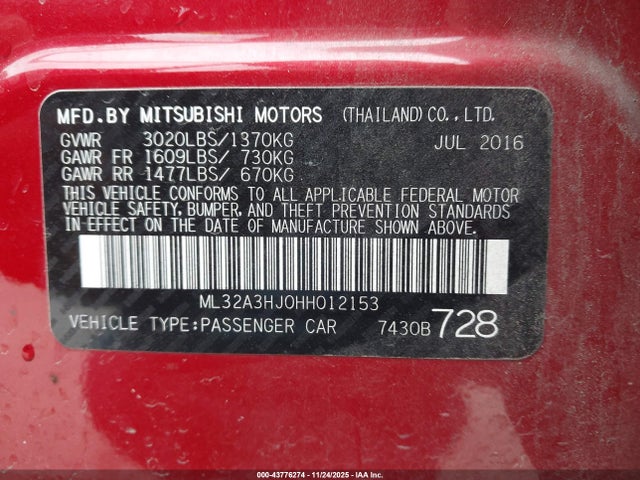 MFD.BY MITSUBISHI MOTORS (THAILAND) CO.,LTD.
GVWR 3020LBS/1370KG JUL 2016
GAWR FR 1609LBS/ 730KG
GAWR RR 1477LBS/ 670KG
THIS VEHICLE CONFORMS TO ALL APPLICABLE FEDERAL MOTOR
VEHICLE SAFETY, BUMPER, AND THEFT PREVENTION STANDARDS
IN EFFECT ON THE DATE OF MANUFACTURE SHOWN ABOVE.
ML32A3HJ0HH012153
VEHICLE TYPE:PASSENGER CAR 7430B 728
000-43776274 - 11/24/2025 - IAA Inc.